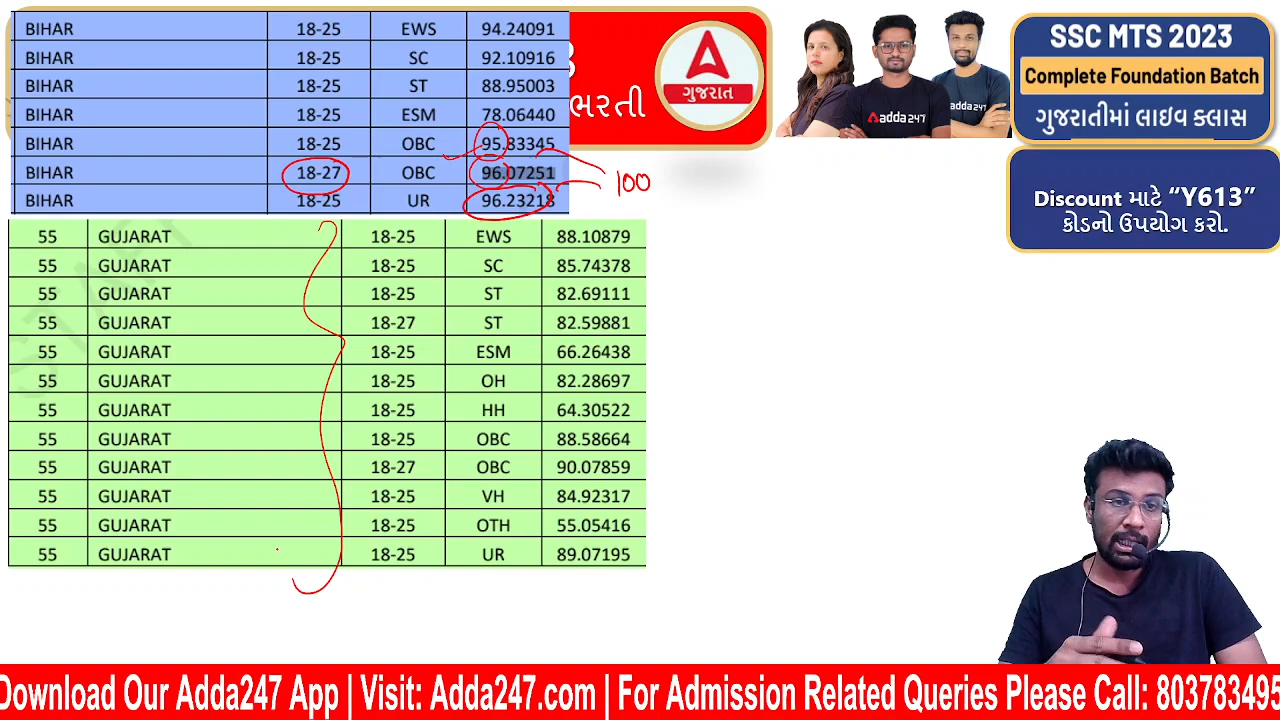 BIHAR 18-25 EWS 94.24091
BIHAR 18-25 SC 92.10916
BIHAR 18-25 ST 88.95003
BIHAR 18-25 ESM 78.06440
BIHAR 18-25 OBC 95.83345
BIHAR 18-27 OBC 96.07251
BIHAR 18-25 UR 96.23218
100
55 GUJARAT 18-25 EWS 88.10879
55 GUJARAT 18-25 SC 85.74378
55 GUJARAT 18-25 ST 82.69111
55 GUJARAT 18-27 ST 82.59881
55 GUJARAT 18-25 ESM 66.26438
55 GUJARAT 18-25 OH 82.28697
55 GUJARAT 18-25 HH 64.30522
55 GUJARAT 18-25 OBC 88.58664
55 GUJARAT 18-27 OBC 90.07859
55 GUJARAT 18-25 VH 84.92317
55 GUJARAT 18-25 OTH 55.05416
55 GUJARAT 18-25 UR 89.07195
ભરતી
ગુજરાત
adda247
adda247
SSC MTS 2023
Complete Foundation Batch
ગુજરાતીમાં લાઇવ ક્લાસ
Discount માટે “Y613”
કોડનો ઉપયોગ કરો.
Download Our Adda247 App | Visit: Adda247.com | For Admission Related Queries Please Call: 803783495